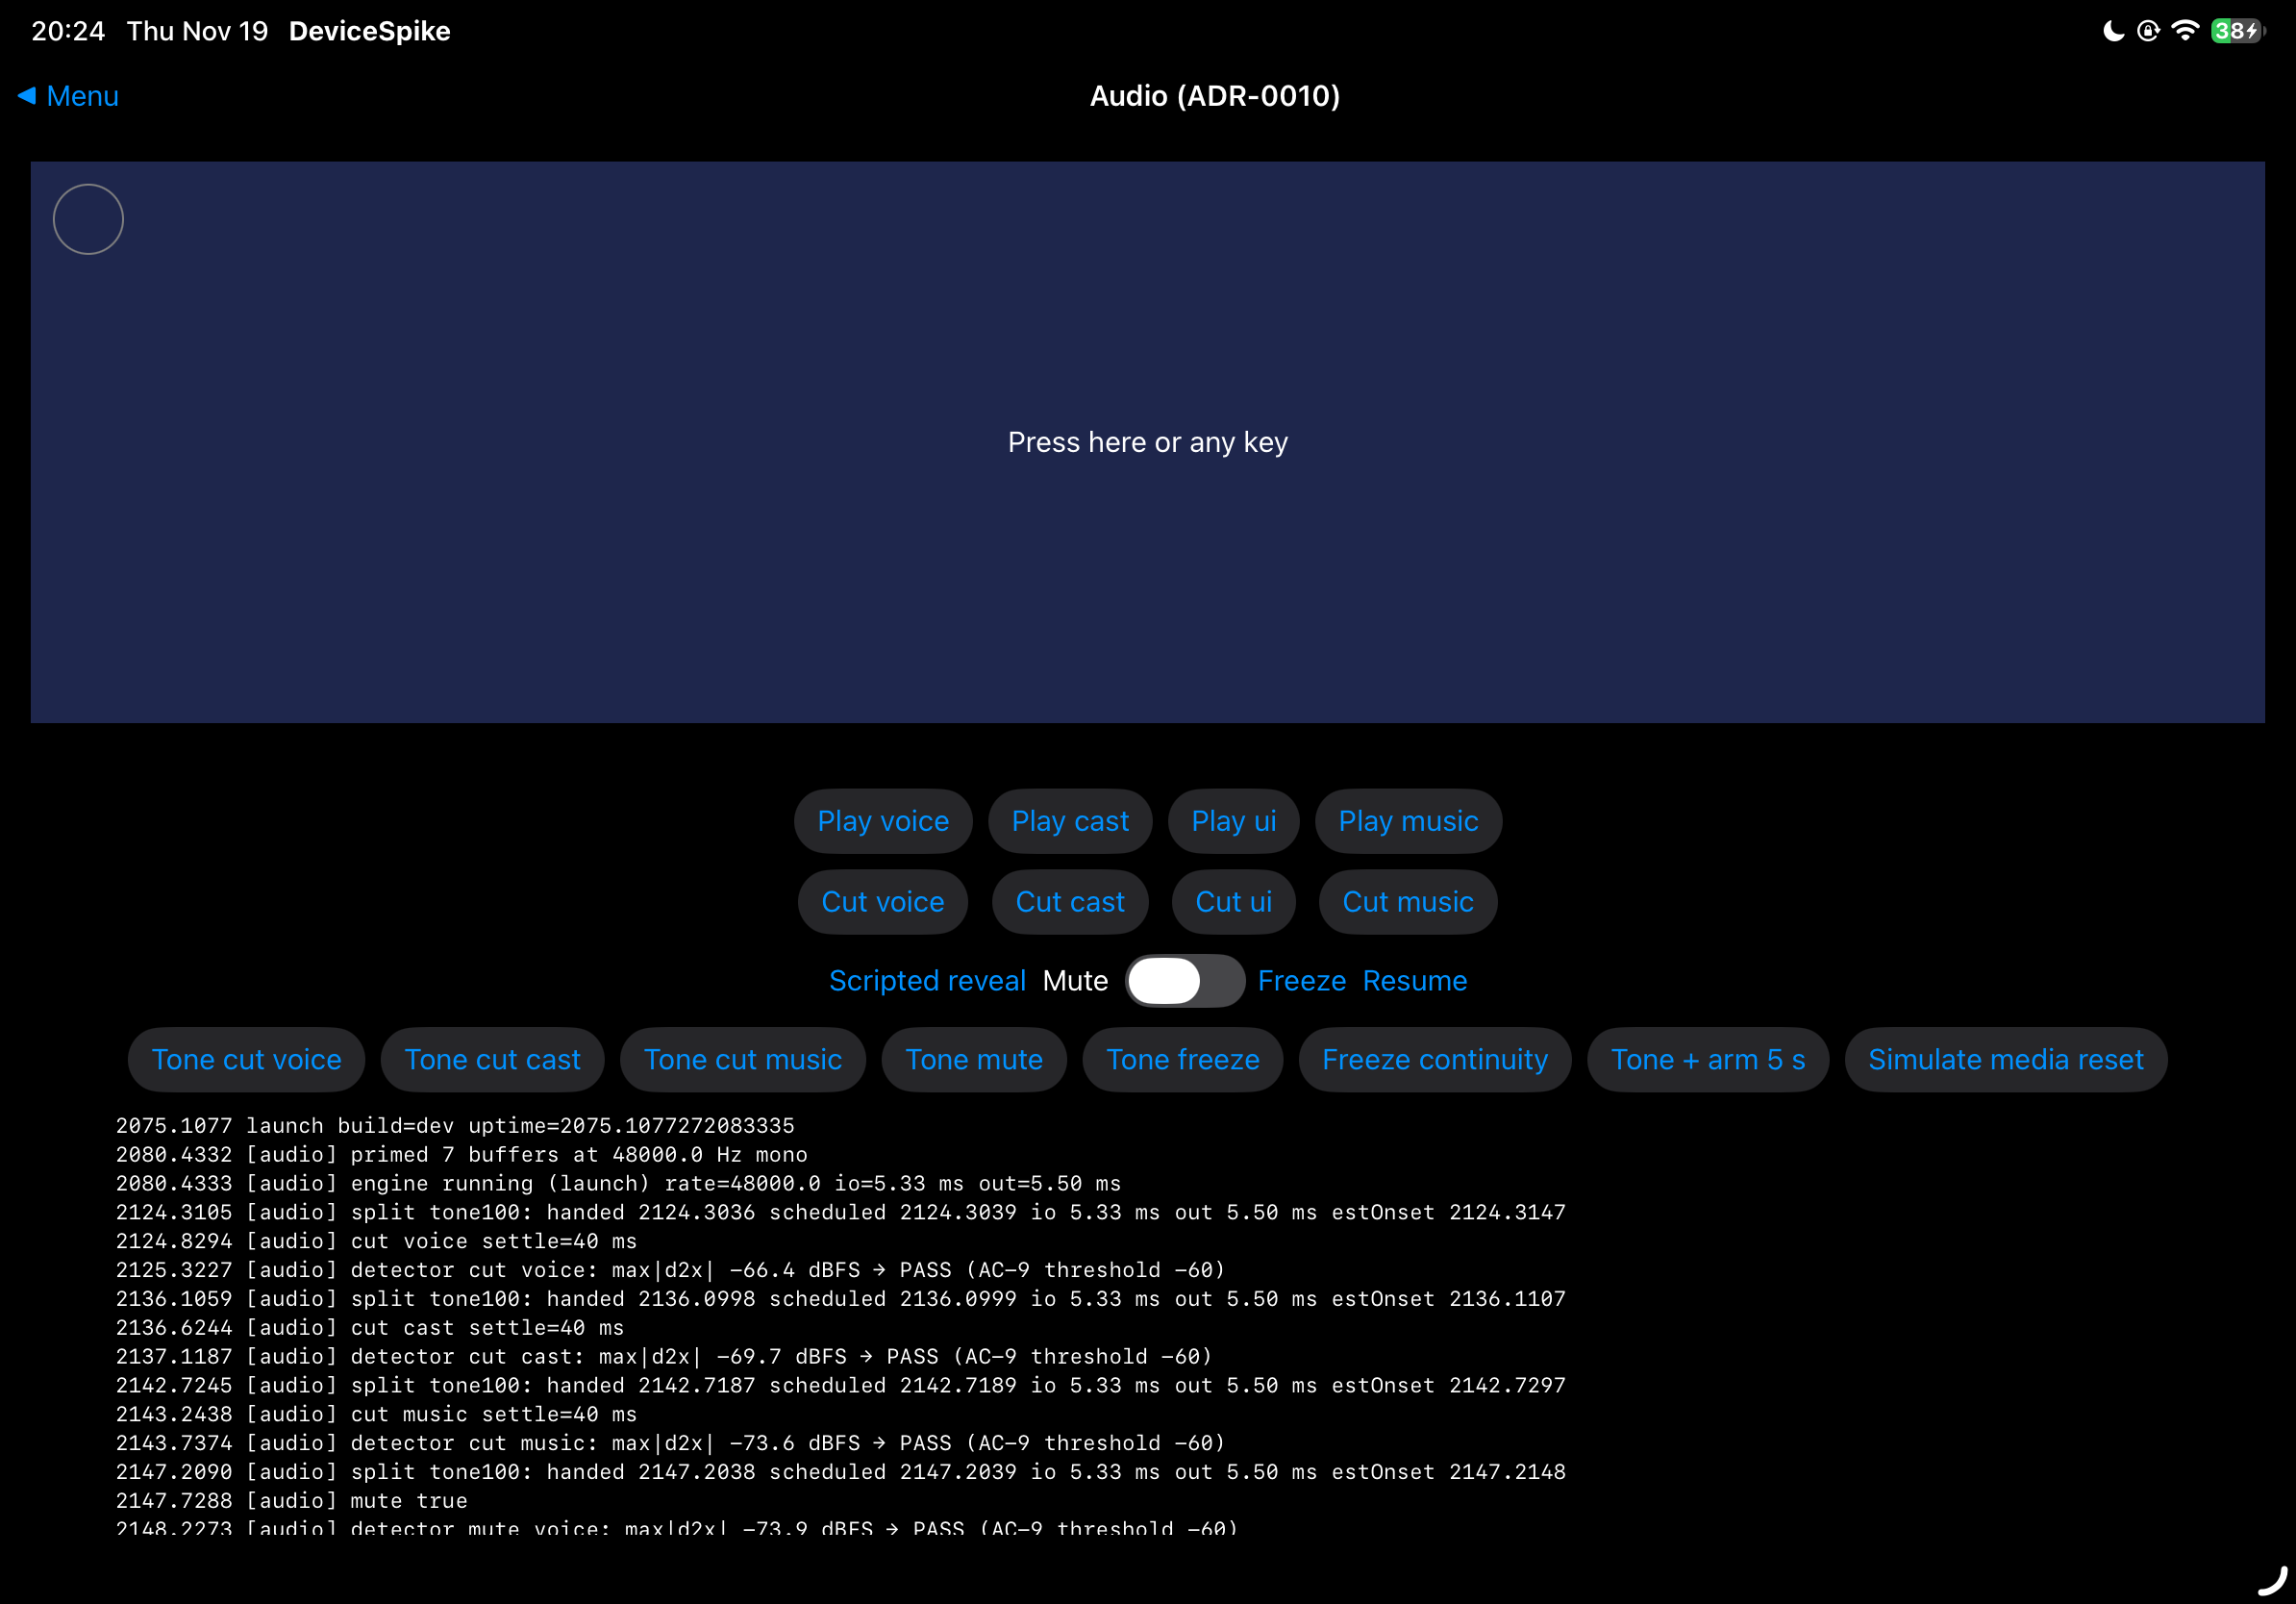 20:24 Thu Nov 19 DeviceSpike 38
◀ Menu Audio (ADR-0010)
Press here or any key
Play voice Play cast Play ui Play music
Cut voice Cut cast Cut ui Cut music
Scripted reveal Mute Freeze Resume
Tone cut voice Tone cut cast Tone cut music Tone mute Tone freeze Freeze continuity Tone + arm 5 s Simulate media reset
2075.1077 launch build=dev uptime=2075.1077272083335
2080.4332 [audio] primed 7 buffers at 48000.0 Hz mono
2080.4333 [audio] engine running (launch) rate=48000.0 io=5.33 ms out=5.50 ms
2124.3105 [audio] split tone100: handed 2124.3036 scheduled 2124.3039 io 5.33 ms out 5.50 ms estOnset 2124.3147
2124.8294 [audio] cut voice settle=40 ms
2125.3227 [audio] detector cut voice: max|d2x| −66.4 dBFS → PASS (AC−9 threshold −60)
2136.1059 [audio] split tone100: handed 2136.0998 scheduled 2136.0999 io 5.33 ms out 5.50 ms estOnset 2136.1107
2136.6244 [audio] cut cast settle=40 ms
2137.1187 [audio] detector cut cast: max|d2x| −69.7 dBFS → PASS (AC−9 threshold −60)
2142.7245 [audio] split tone100: handed 2142.7187 scheduled 2142.7189 io 5.33 ms out 5.50 ms estOnset 2142.7297
2143.2438 [audio] cut music settle=40 ms
2143.7374 [audio] detector cut music: max|d2x| −73.6 dBFS → PASS (AC−9 threshold −60)
2147.2090 [audio] split tone100: handed 2147.2038 scheduled 2147.2039 io 5.33 ms out 5.50 ms estOnset 2147.2148
2147.7288 [audio] mute true
2148.2273 [audio] detector mute voice: max|d2x| −73.9 dBFS → PASS (AC−9 threshold −60)